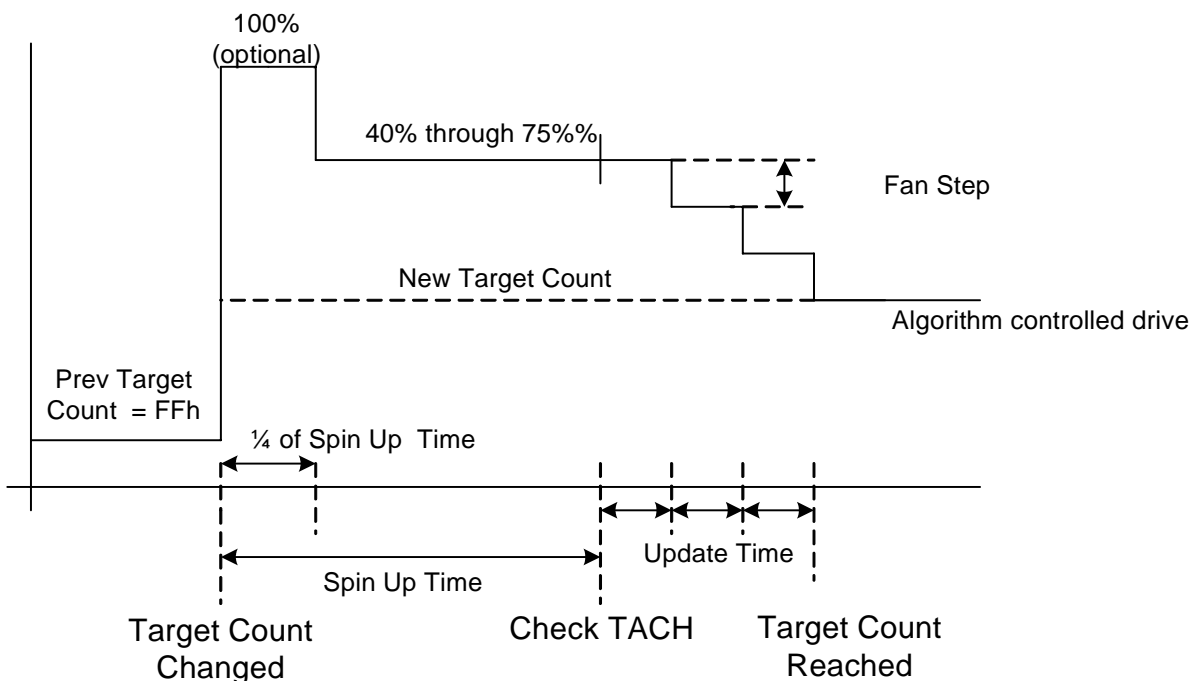 100%
(optional)
40% through 75%%
Fan Step
New Target Count
Algorithm controlled drive
Prev Target
Count = FFh
¼ of Spin Up Time
Update Time
Spin Up Time
Target Count
Changed
Check TACH
Target Count
Reached